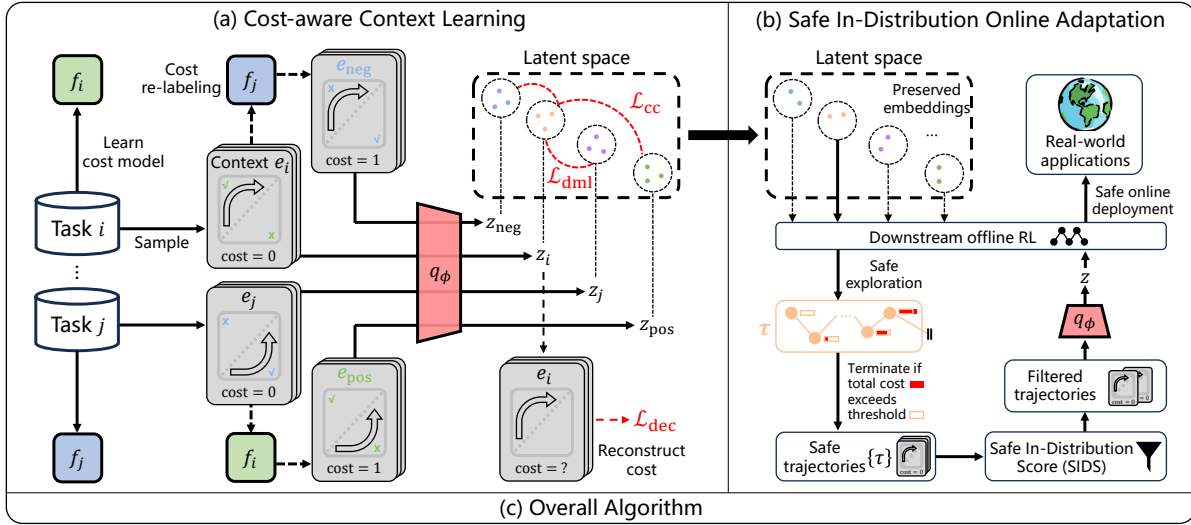 (a) Cost-aware Context Learning
f_i
Cost
re-labeling
f_j
e_neg
x
√
cost = 1
Learn
cost model
Context e_i
√
x
cost = 0
Task i
Sample
⋮
Task j
e_j
x
√
cost = 0
e_pos
√
x
cost = 1
f_j
f_i
q_ϕ
Latent space
ℒ_cc
ℒ_dml
z_neg
z_i
z_j
z_pos
e_i
cost = ?
ℒ_dec
Reconstruct
cost
(b) Safe In-Distribution Online Adaptation
Latent space
Preserved
embeddings
...
Real-world
applications
Safe online
deployment
Downstream offline RL
Safe
exploration
τ
......
Terminate if
total cost
exceeds
threshold
z
q_ϕ
Filtered
trajectories
cost = 0
Safe
trajectories {τ}
cost = 0
Safe In-Distribution
Score (SIDS)
(c) Overall Algorithm